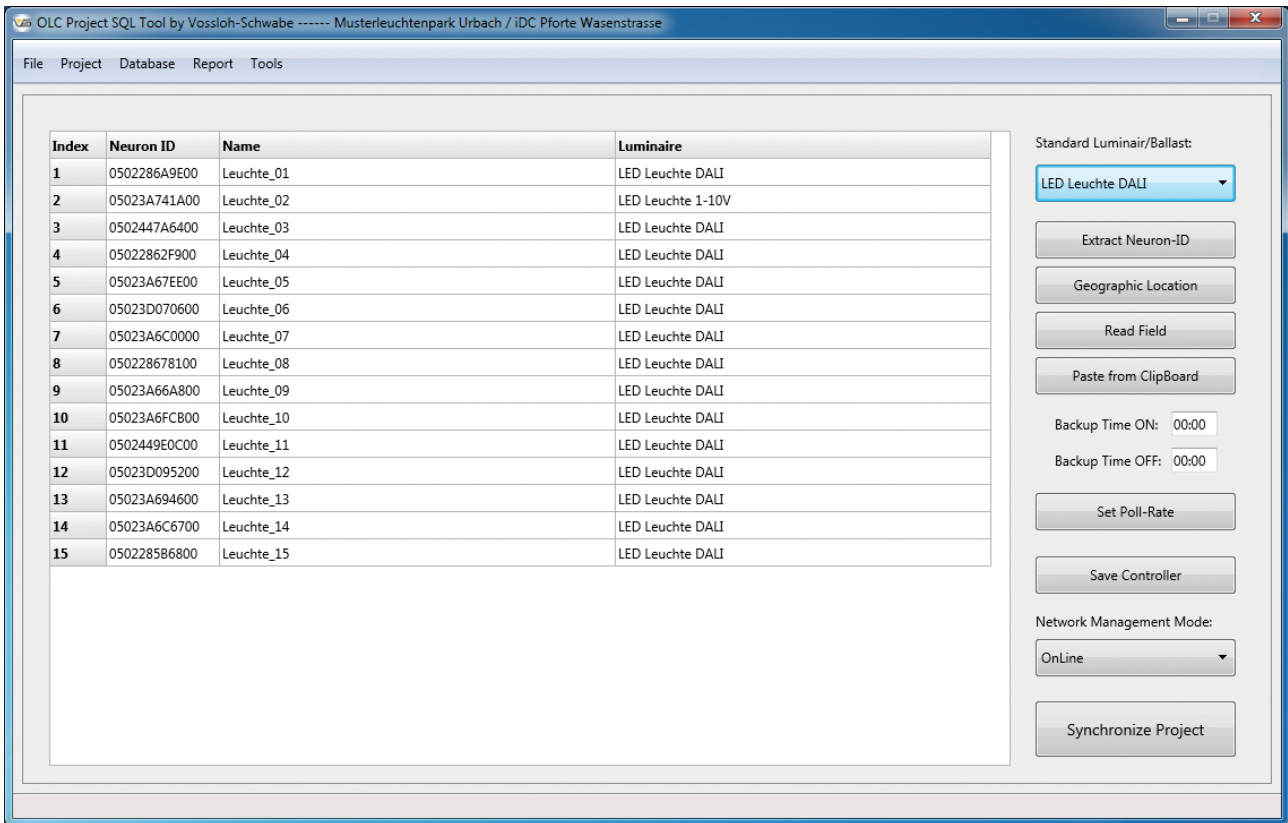 OLC Project SQL Tool by Vossloh-Schwabe ------ Musterleuchtenpark Urbach / iDC Pforte Wasenstrasse
File Project Database Report Tools
Index Neuron ID Name Luminaire
1 0502286A9E00 Leuchte_01 LED Leuchte DALI
2 05023A741A00 Leuchte_02 LED Leuchte 1-10V
3 0502447A6400 Leuchte_03 LED Leuchte DALI
4 05022862F900 Leuchte_04 LED Leuchte DALI
5 05023A67EE00 Leuchte_05 LED Leuchte DALI
6 05023D070600 Leuchte_06 LED Leuchte DALI
7 05023A6C0000 Leuchte_07 LED Leuchte DALI
8 050228678100 Leuchte_08 LED Leuchte DALI
9 05023A66A800 Leuchte_09 LED Leuchte DALI
10 05023A6FCB00 Leuchte_10 LED Leuchte DALI
11 0502449E0C00 Leuchte_11 LED Leuchte DALI
12 05023D095200 Leuchte_12 LED Leuchte DALI
13 05023A694600 Leuchte_13 LED Leuchte DALI
14 05023A6C6700 Leuchte_14 LED Leuchte DALI
15 0502285B6800 Leuchte_15 LED Leuchte DALI
Standard Luminair/Ballast:
LED Leuchte DALI
Extract Neuron-ID
Geographic Location
Read Field
Paste from ClipBoard
Backup Time ON: 00:00
Backup Time OFF: 00:00
Set Poll-Rate
Save Controller
Network Management Mode:
OnLine
Synchronize Project